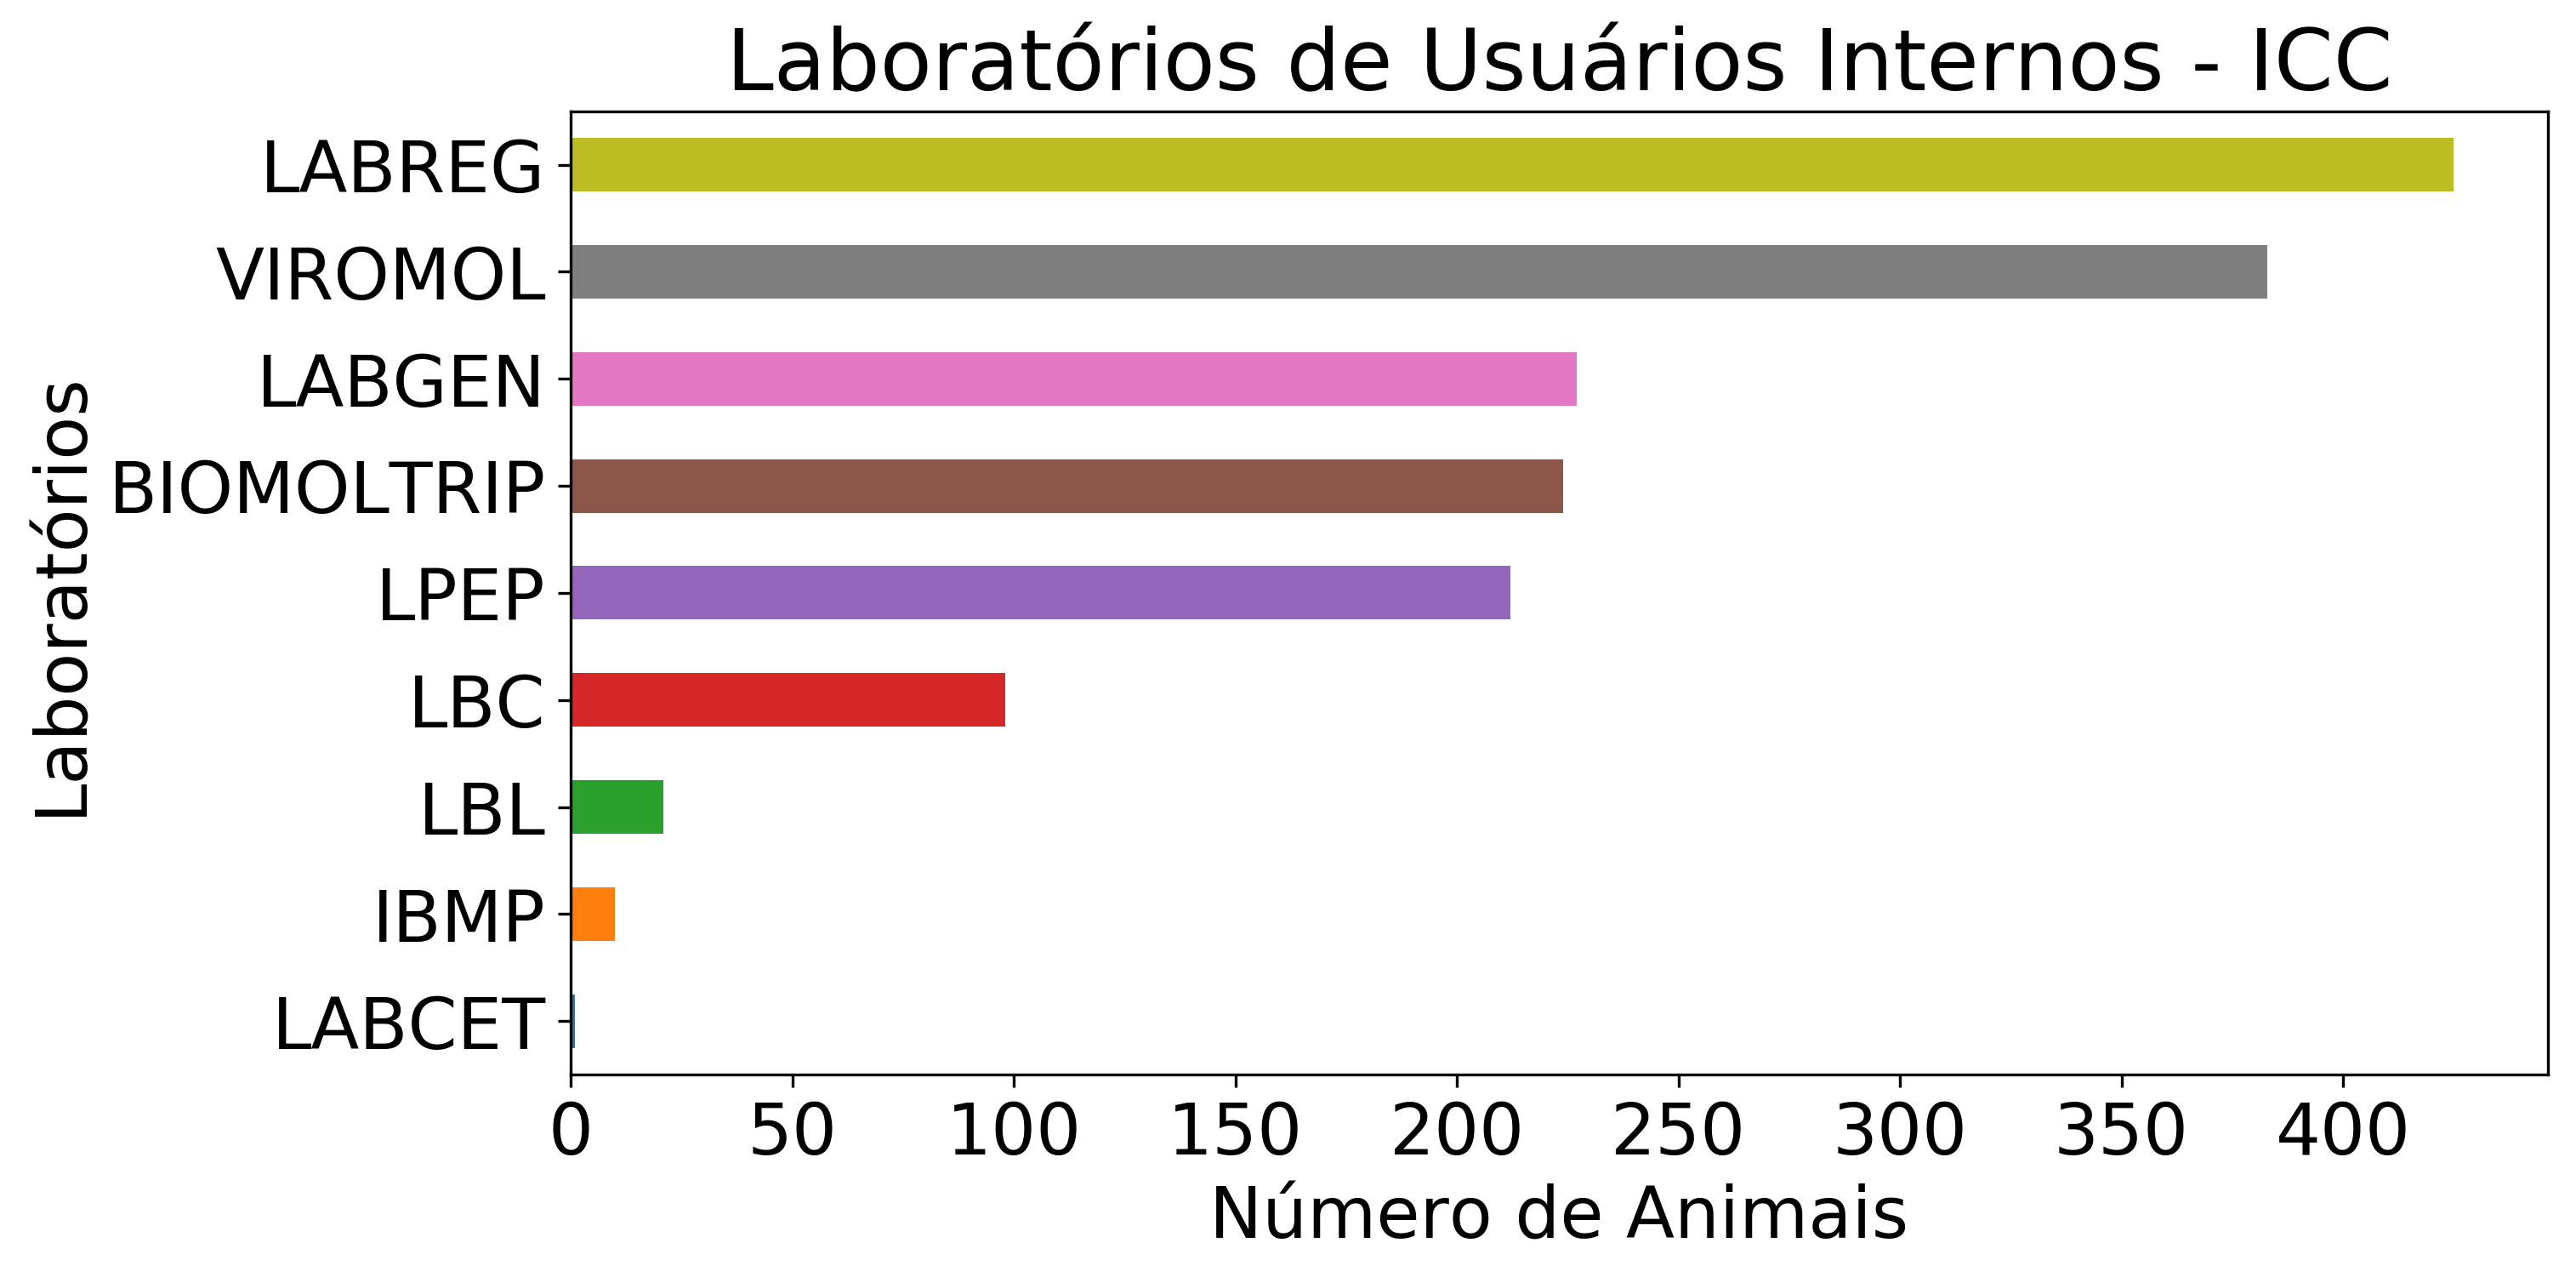 Laboratórios de Usuários Internos - ICC
Laboratórios
LABREG
VIROMOL
LABGEN
BIOMOLTRIP
LPEP
LBC
LBL
IBMP
LABCET
0 50 100 150 200 250 300 350 400
Número de Animais